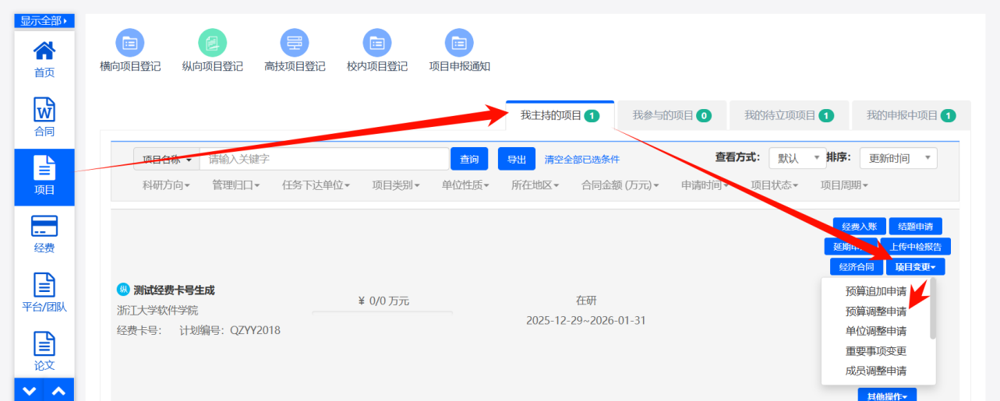 显示全部
首页
合同
项目
经费
平台/团队
论文
横向项目登记 纵向项目登记 高技项目登记 校内项目登记 项目申报通知
我主持的项目 1 我参与的项目 0 我的待立项项目 1 我的申报中项目 1
项目名称 请输入关键字 查询 导出 清空全部已选条件 查看方式： 默认 排序： 更新时间
科研方向 管理归口 任务下达单位 项目类别 单位性质 所在地区 合同金额 (万元) 申请时间 项目状态 项目周期
经费入账 结题申请
延期申 上传中检报告
经济合同 项目变更
纵 测试经费卡号生成
浙江大学软件学院
经费卡号： 计划编号：QZYY2018
¥ 0/0 万元
在研
2025-12-29~2026-01-31
预算追加申请
预算调整申请
单位调整申请
重要事项变更
成员调整申请
其他操作